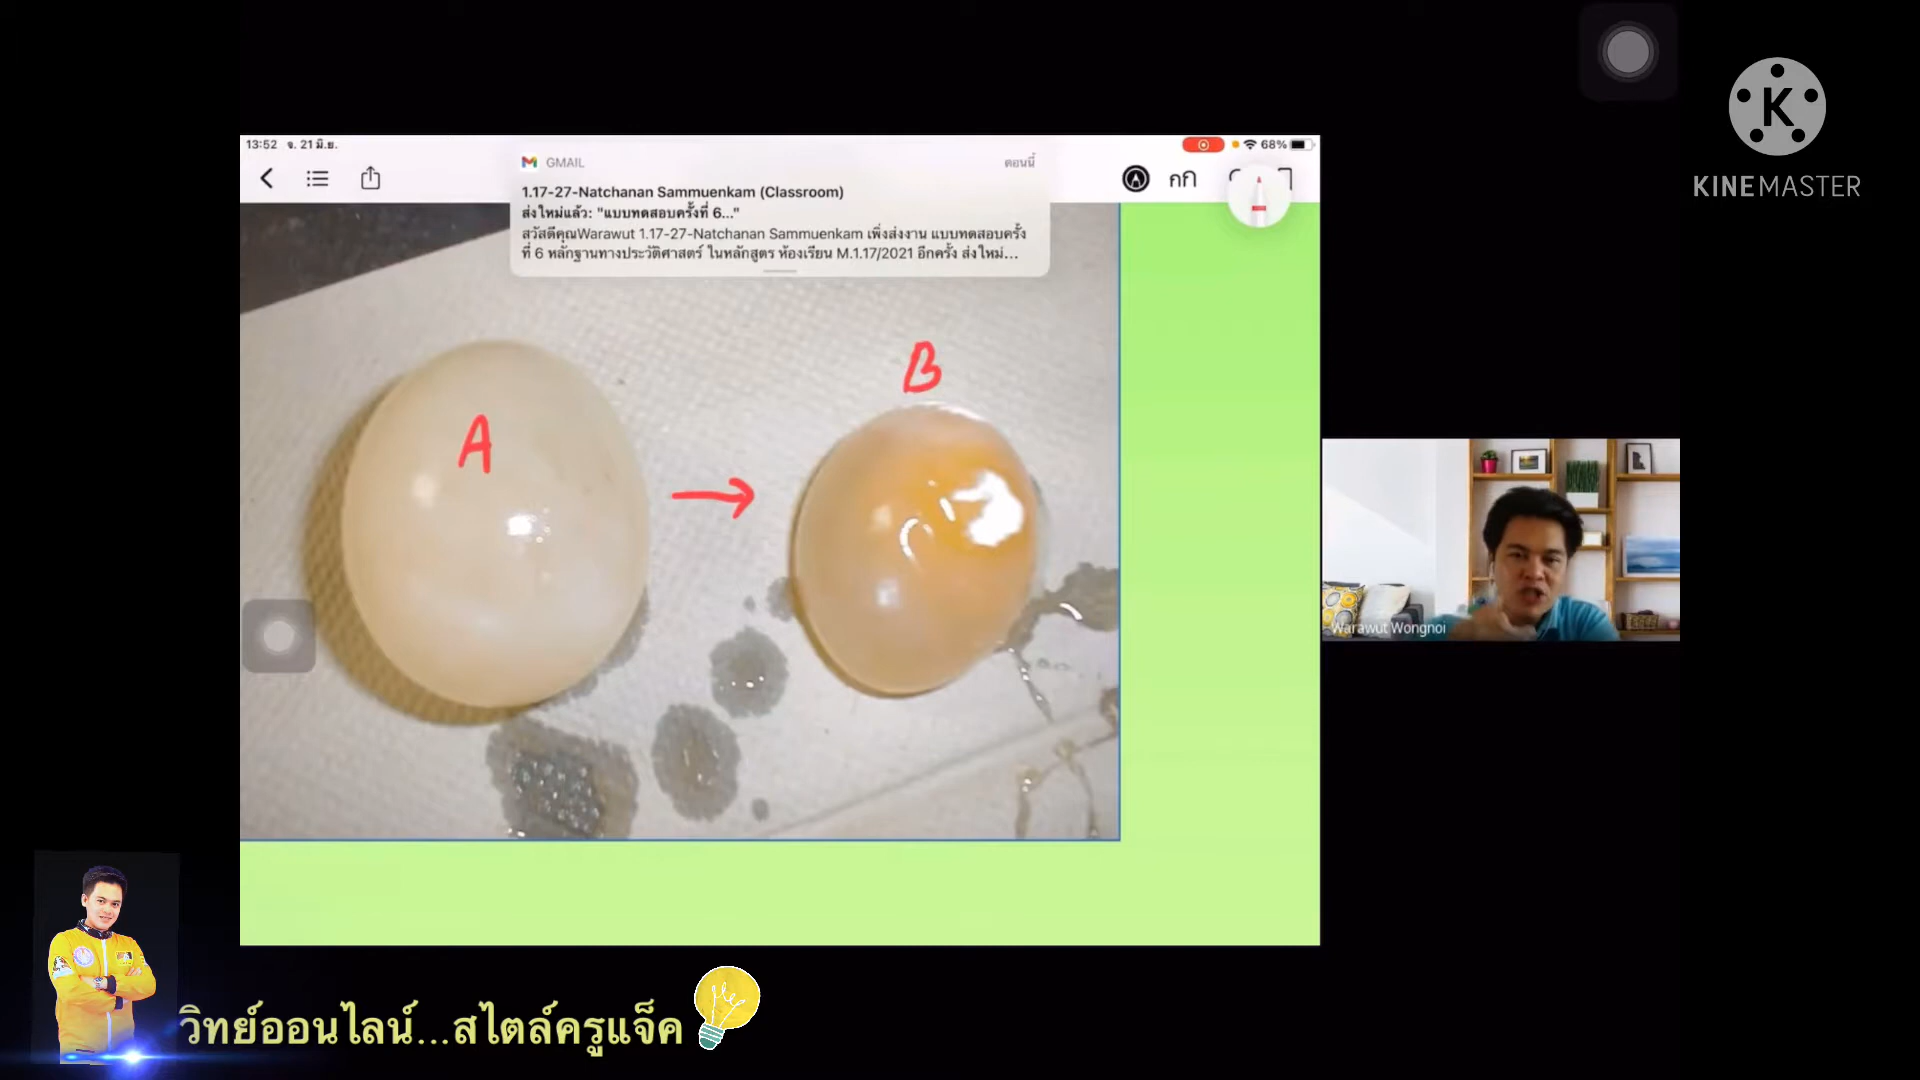 KINEMASTER
13:52 จ. 21 มิ.ย.
68%
GMAIL
ตอนนี้
1.17-27-Natchanan Sammuenkam (Classroom)
ส่งใหม่แล้ว: "แบบทดสอบครั้งที่ 6..."
สวัสดีคุณWarawut 1.17-27-Natchanan Sammuenkam เพิ่งส่งงาน แบบทดสอบครั้ง
ที่ 6 หลักฐานทางประวัติศาสตร์ ในหลักสูตร ห้องเรียน M.1.17/2021 อีกครั้ง ส่งใหม่...
กกิ
B
A
Warawut Wongnoi
วิทย์ออนไลน์...สไตล์ครูแจ็ค